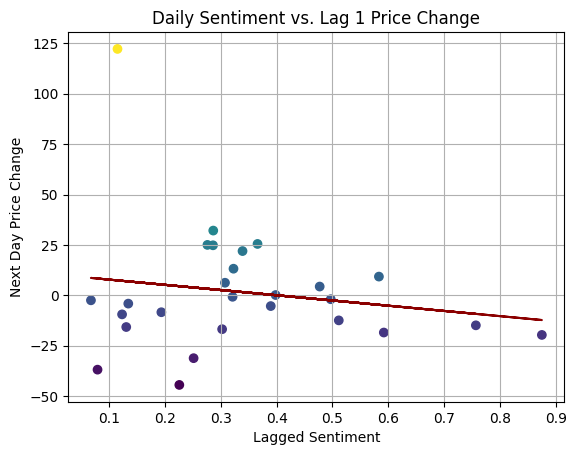 Daily Sentiment vs. Lag 1 Price Change
Next Day Price Change
125
100
75
50
25
0
−25
−50
0.1 0.2 0.3 0.4 0.5 0.6 0.7 0.8 0.9
Lagged Sentiment